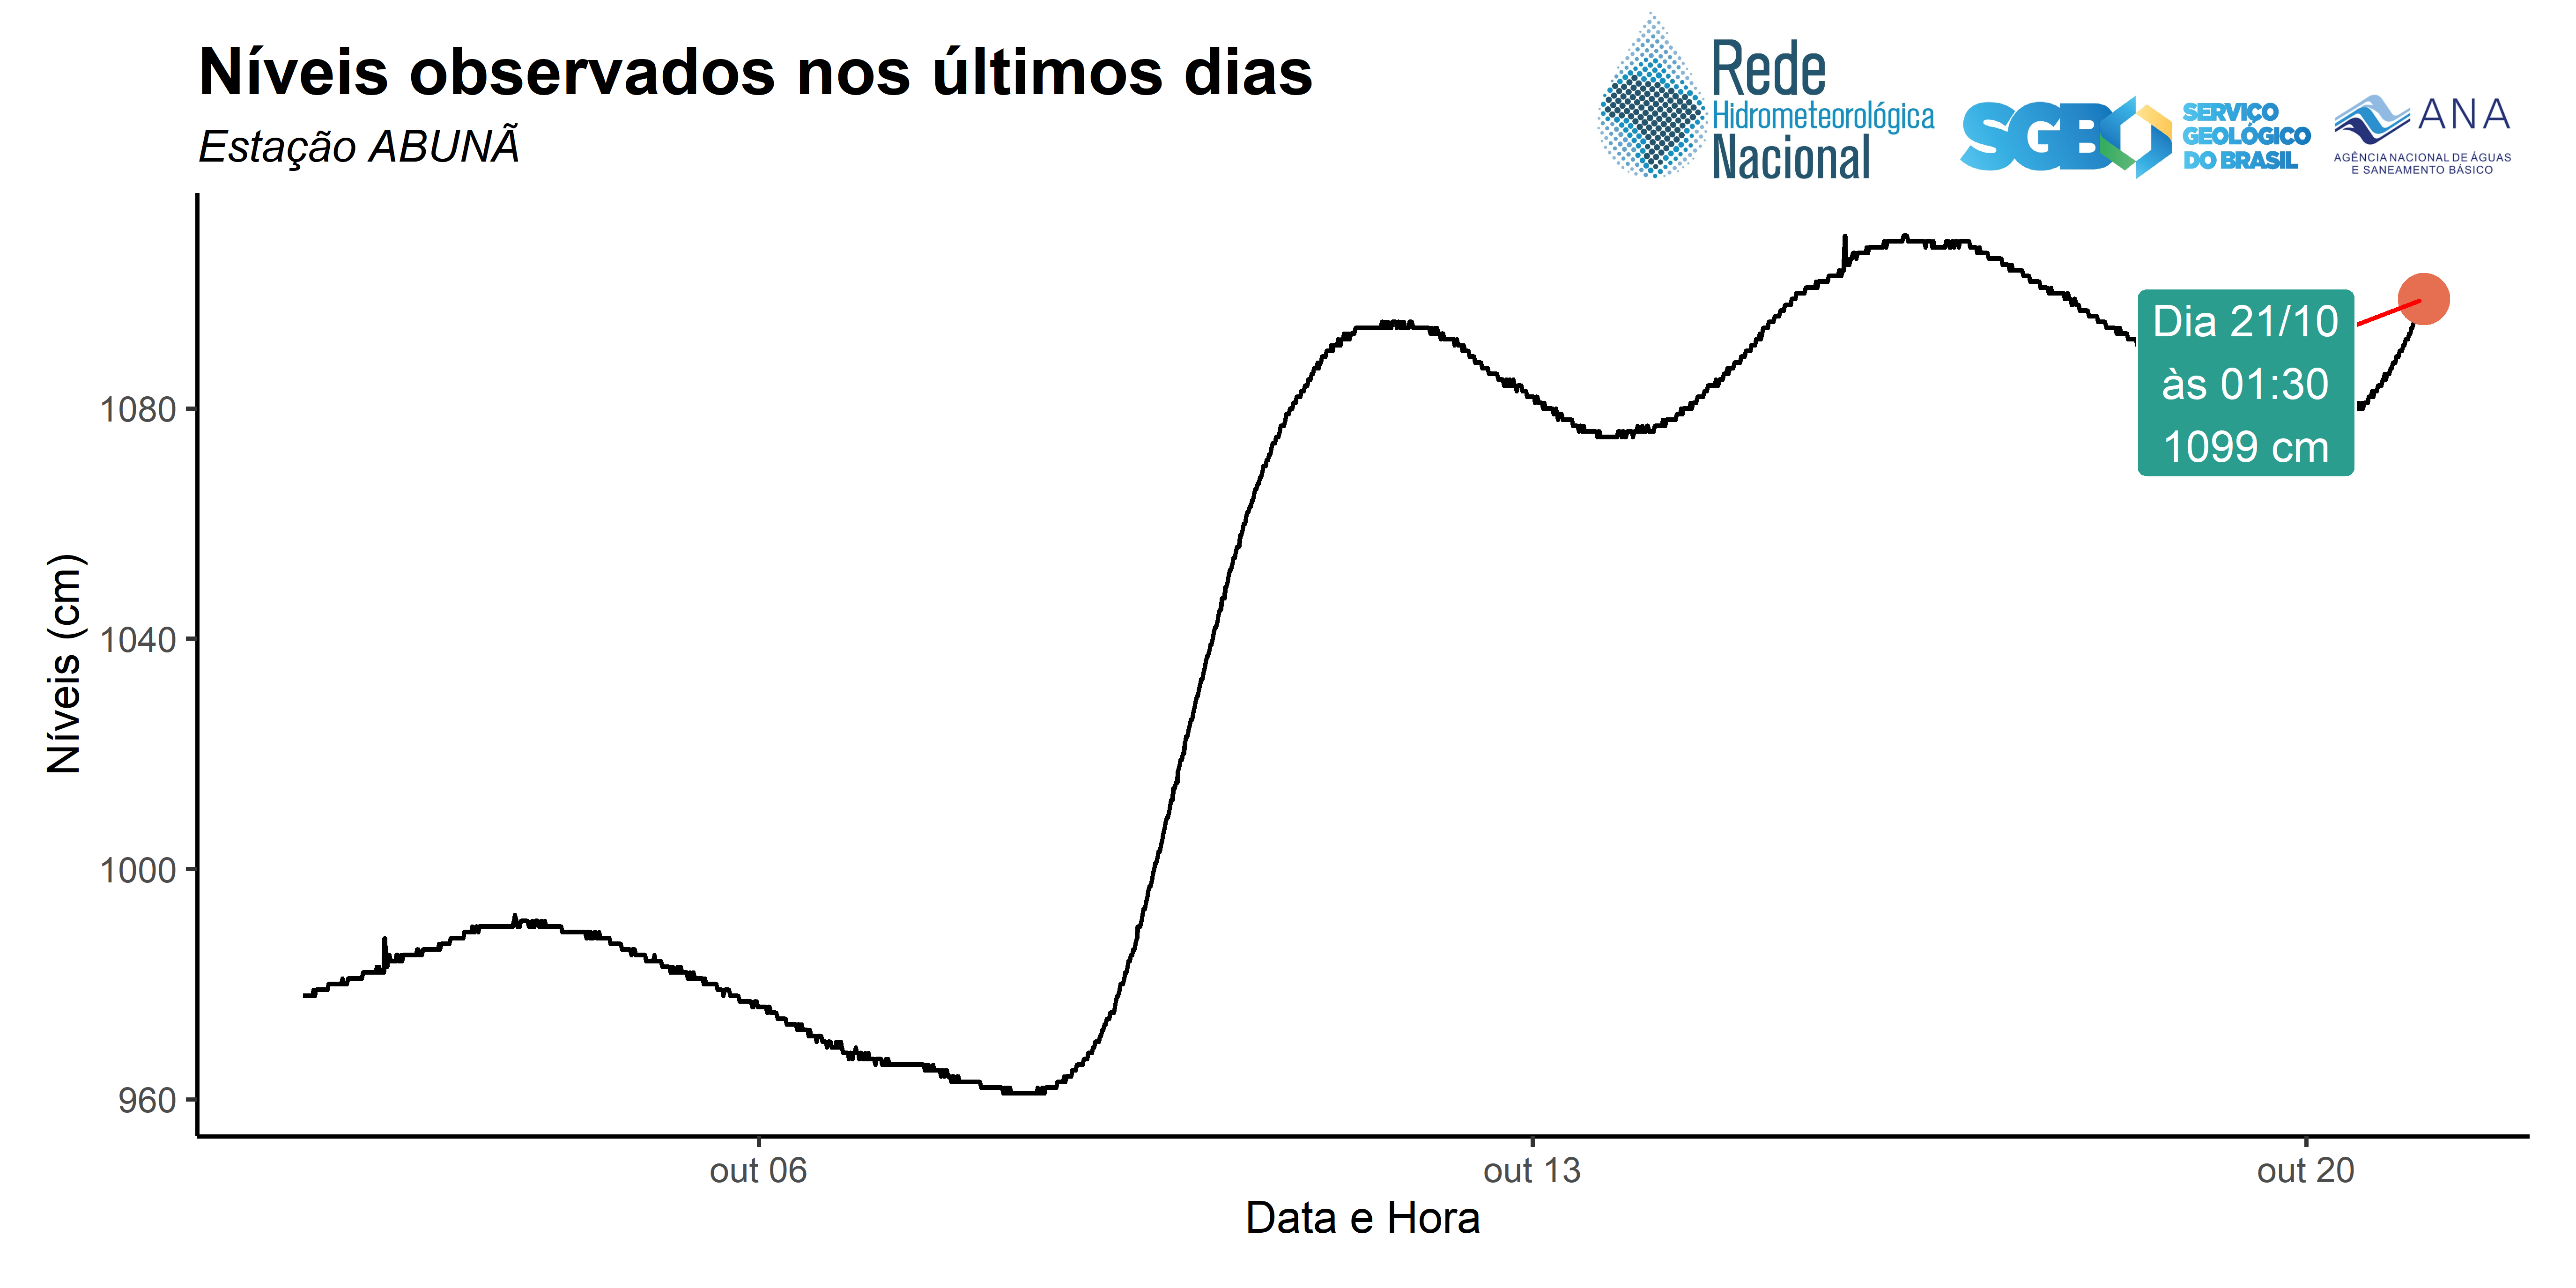 Níveis observados nos últimos dias
Estação ABUNÃ
Rede
Hidrometeorológica
Nacional
SGB
SERVIÇO
GEOLÓGICO
DO BRASIL
ANA
AGÊNCIA NACIONAL DE ÁGUAS
E SANEAMENTO BÁSICO
Níveis (cm)
1080
1040
1000
960
Dia 21/10
às 01:30
1099 cm
out 06
out 13
out 20
Data e Hora